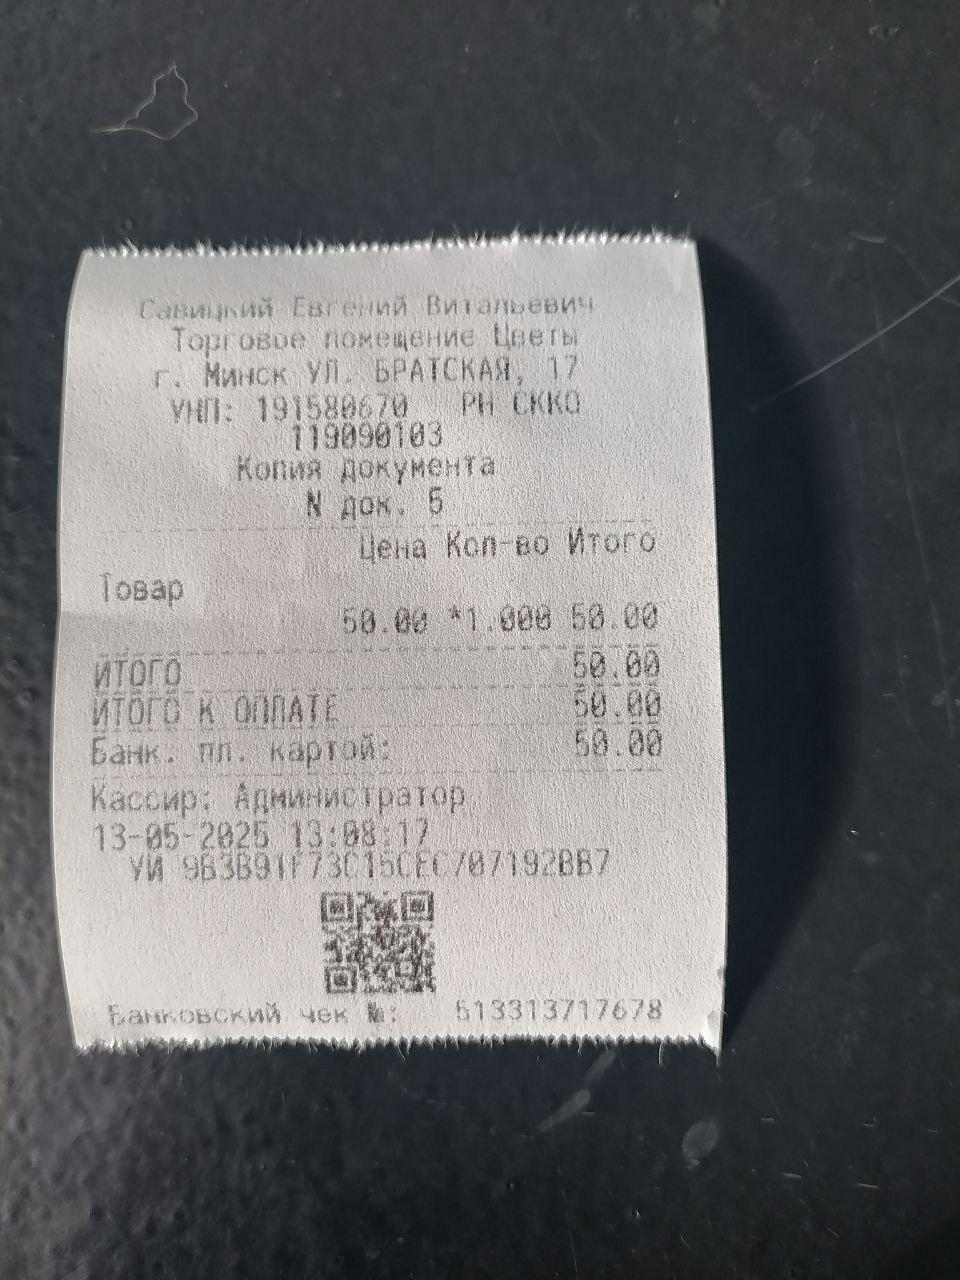 Савицкий Евгений Витальевич
Торговое помещение Цветы
г. Минск УЛ. БРАТСКАЯ, 17
УНП: 191580670 РН СККО
119090103
Копия документа
N док. 5
Цена Кол-во Итого
Товар
50.00 *1.000 50.00
ИТОГО 50.00
ИТОГО К ОПЛАТЕ 50.00
Банк. пл. картой: 50.00
Кассир: Администратор
13-05-2025 13:08:17
УИ 9B3B91F73C15CEC707192BB7
Банковский чек №: 513313717678